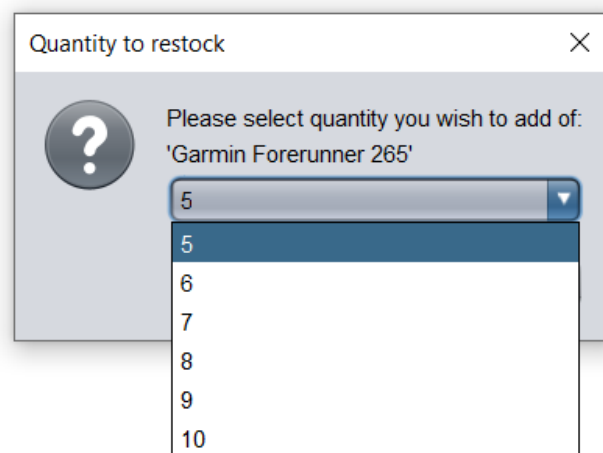 Quantity to restock
?
Please select quantity you wish to add of:
'Garmin Forerunner 265'
5
5
6
7
8
9
10